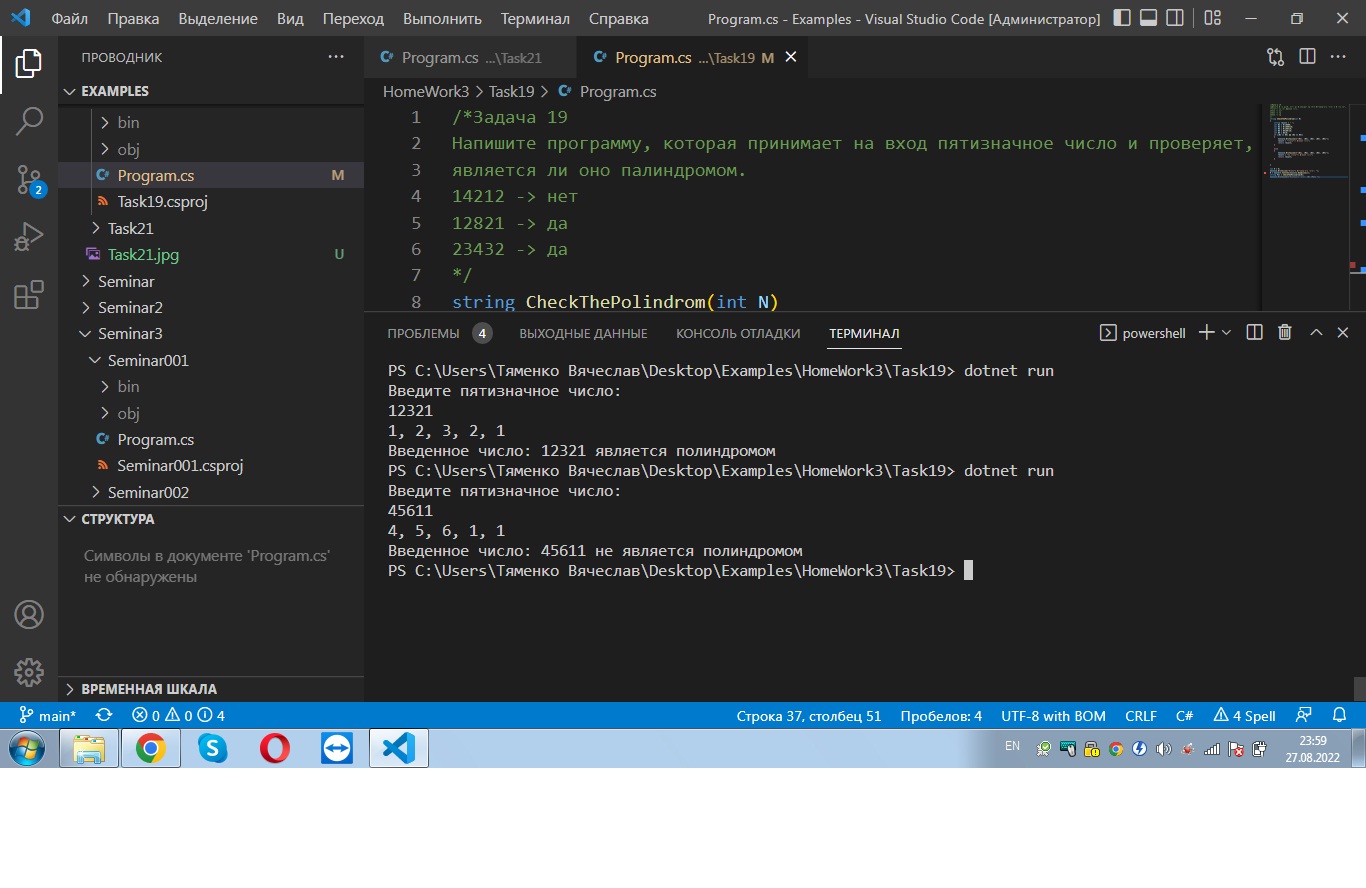 Файл Правка Выделение Вид Переход Выполнить Терминал Справка Program.cs - Examples - Visual Studio Code [Администратор]
ПРОВОДНИК
EXAMPLES
bin
obj
Program.cs M
Task19.csproj
Task21
Task21.jpg U
Seminar
Seminar2
Seminar3
Seminar001
bin
obj
Program.cs
Seminar001.csproj
Seminar002
СТРУКТУРА
Символы в документе 'Program.cs'
не обнаружены
ВРЕМЕННАЯ ШКАЛА
Program.cs ...\Task21 Program.cs ...\Task19 M
HomeWork3 > Task19 > Program.cs
1 /*Задача 19
2 Напишите программу, которая принимает на вход пятизначное число и проверяет,
3 является ли оно палиндромом.
4 14212 -> нет
5 12821 -> да
6 23432 -> да
7 */
8 string CheckThePolindrom(int N)
ПРОБЛЕМЫ 4 ВЫХОДНЫЕ ДАННЫЕ КОНСОЛЬ ОТЛАДКИ ТЕРМИНАЛ powershell
PS C:\Users\Тяменко Вячеслав\Desktop\Examples\HomeWork3\Task19> dotnet run
Введите пятизначное число:
12321
1, 2, 3, 2, 1
Введенное число: 12321 является полиндромом
PS C:\Users\Тяменко Вячеслав\Desktop\Examples\HomeWork3\Task19> dotnet run
Введите пятизначное число:
45611
4, 5, 6, 1, 1
Введенное число: 45611 не является полиндромом
PS C:\Users\Тяменко Вячеслав\Desktop\Examples\HomeWork3\Task19>
2
main* 0 0 4 Строка 37, столбец 51 Пробелов: 4 UTF-8 with BOM CRLF C# 4 Spell
EN 23:59
27.08.2022